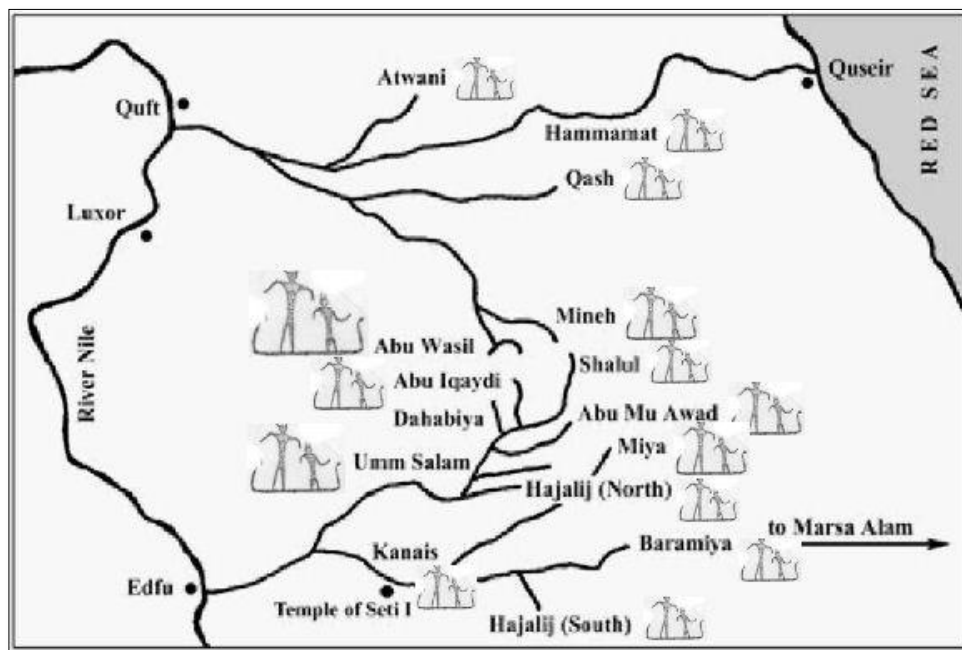 Atwani
Quseir
RED SEA
Quft
Hammamat
Qash
Luxor
Mineh
Abu Wasil
Shalul
River Nile
Abu Iqaydi
Dahabiya
Abu Mu Awad
Miya
Umm Salam
Hajalij (North)
to Marsa Alam
Baramiya
Kanais
Edfu
Temple of Seti I
Hajalij (South)